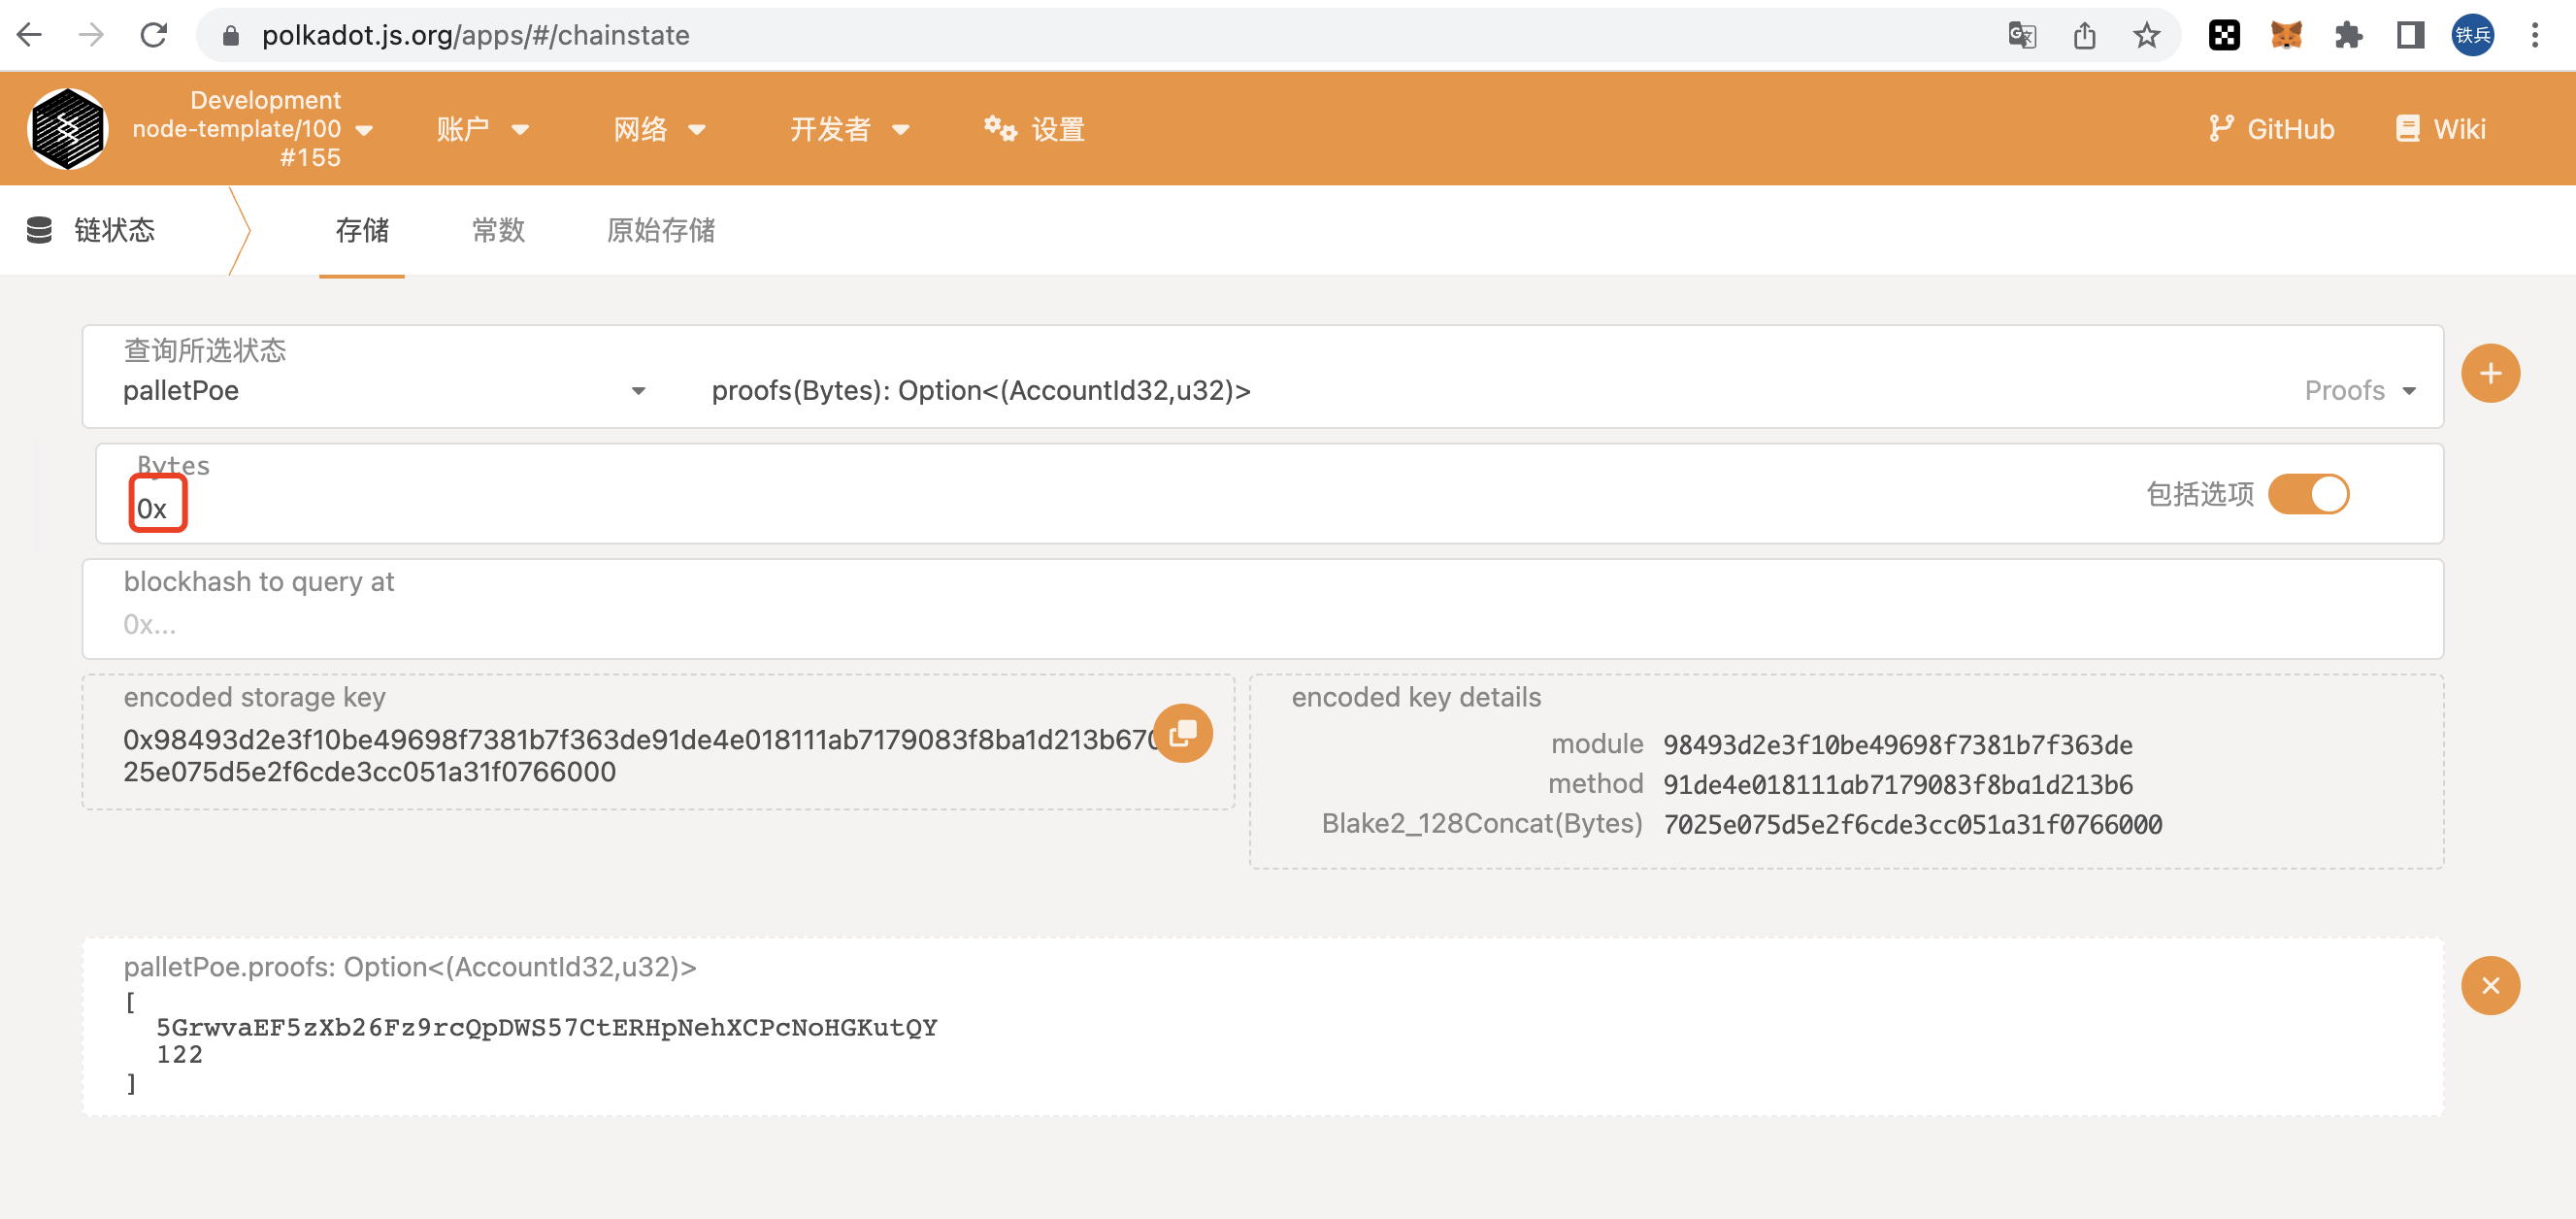 polkadot.js.org/apps/#/chainstate
铁兵
Development
node-template/100
#155
账户
网络
开发者
设置
GitHub
Wiki
链状态
存储
常数
原始存储
查询所选状态
palletPoe
proofs(Bytes): Option<(AccountId32,u32)>
Proofs
Bytes
0x
包括选项
blockhash to query at
0x...
encoded storage key
0x98493d2e3f10be49698f7381b7f363de91de4e018111ab7179083f8ba1d213b670
25e075d5e2f6cde3cc051a31f0766000
encoded key details
module 98493d2e3f10be49698f7381b7f363de
method 91de4e018111ab7179083f8ba1d213b6
Blake2_128Concat(Bytes) 7025e075d5e2f6cde3cc051a31f0766000
palletPoe.proofs: Option<(AccountId32,u32)>
[
5GrwvaEF5zXb26Fz9rcQpDWS57CtERHpNehXCPcNoHGKutQY
122
]